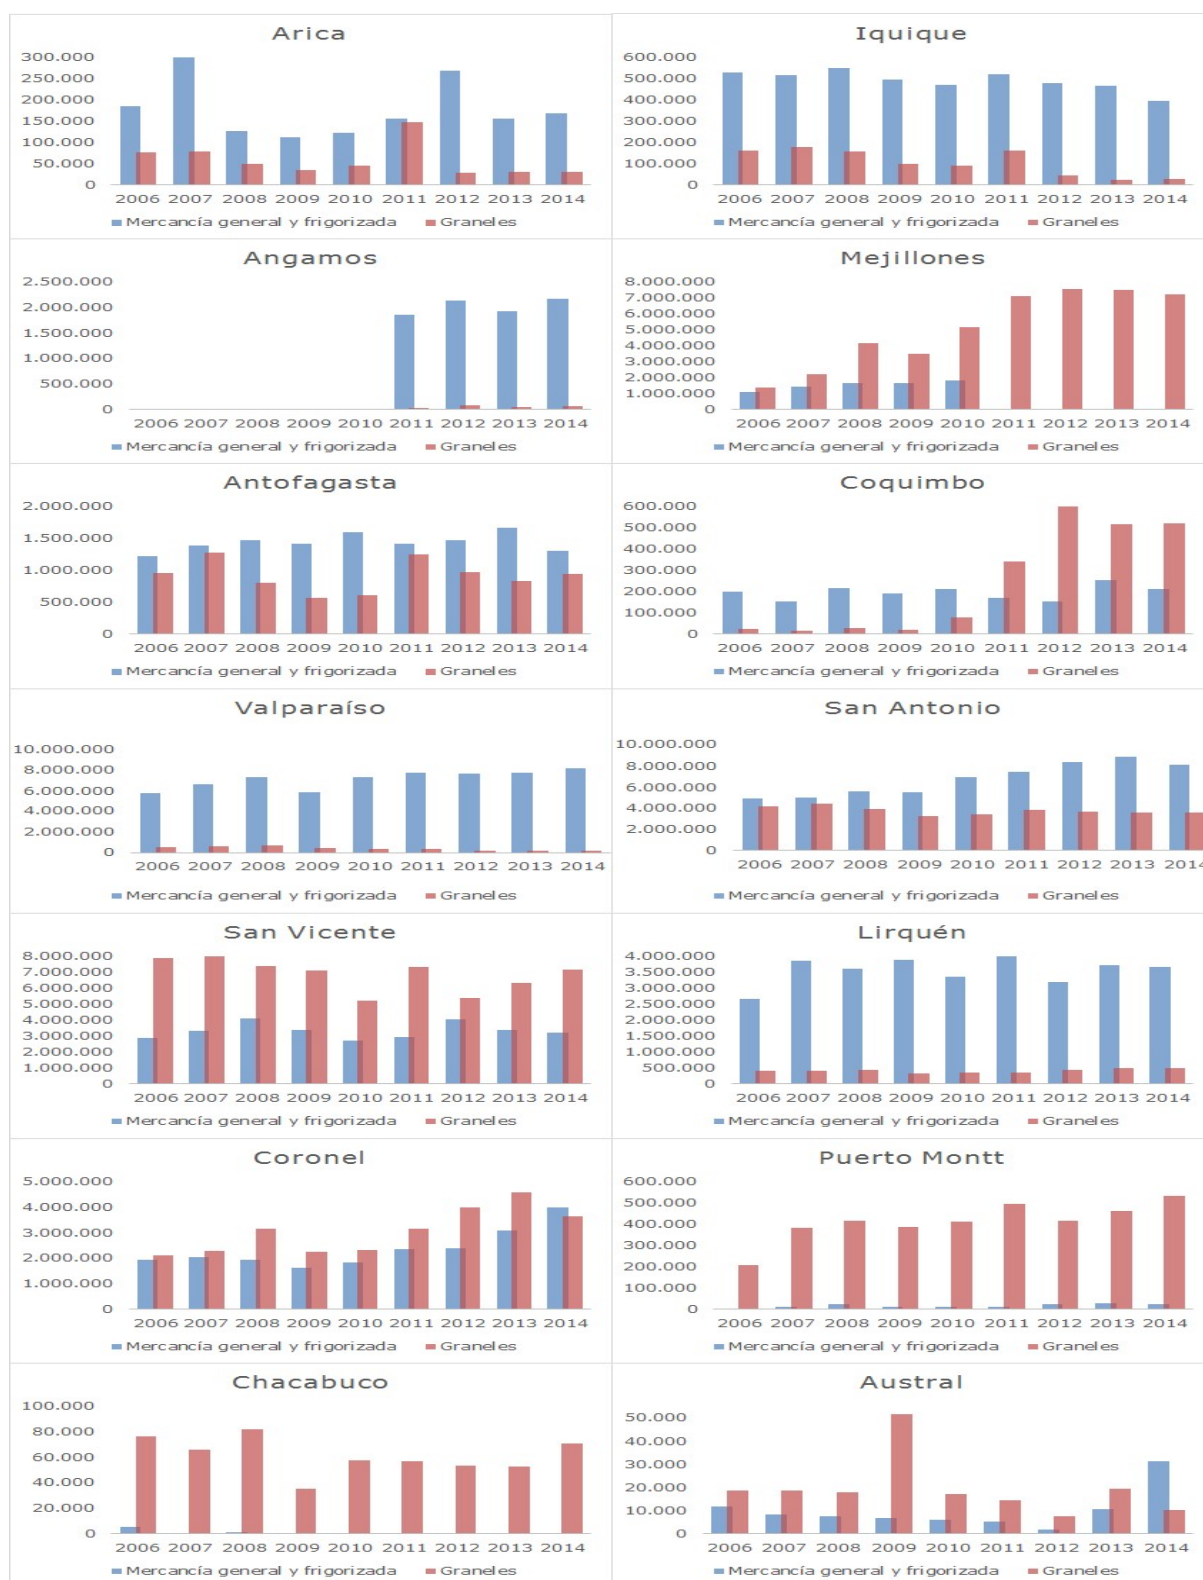 Arica
300.000
250.000
200.000
150.000
100.000
50.000
0
2006 2007 2008 2009 2010 2011 2012 2013 2014
Mercancía general y frigorizada Graneles
Iquique
600.000
500.000
400.000
300.000
200.000
100.000
0
2006 2007 2008 2009 2010 2011 2012 2013 2014
Mercancía general y frigorizada Graneles
Angamos
2.500.000
2.000.000
1.500.000
1.000.000
500.000
0
2006 2007 2008 2009 2010 2011 2012 2013 2014
Mercancía general y frigorizada Graneles
Mejillones
8.000.000
7.000.000
6.000.000
5.000.000
4.000.000
3.000.000
2.000.000
1.000.000
0
2006 2007 2008 2009 2010 2011 2012 2013 2014
Mercancía general y frigorizada Graneles
Antofagasta
2.000.000
1.500.000
1.000.000
500.000
0
2006 2007 2008 2009 2010 2011 2012 2013 2014
Mercancía general y frigorizada Graneles
Coquimbo
600.000
500.000
400.000
300.000
200.000
100.000
0
2006 2007 2008 2009 2010 2011 2012 2013 2014
Mercancía general y frigorizada Graneles
Valparaíso
10.000.000
8.000.000
6.000.000
4.000.000
2.000.000
0
2006 2007 2008 2009 2010 2011 2012 2013 2014
Mercancía general y frigorizada Graneles
San Antonio
10.000.000
8.000.000
6.000.000
4.000.000
2.000.000
0
2006 2007 2008 2009 2010 2011 2012 2013 2014
Mercancía general y frigorizada Graneles
San Vicente
8.000.000
7.000.000
6.000.000
5.000.000
4.000.000
3.000.000
2.000.000
1.000.000
0
2006 2007 2008 2009 2010 2011 2012 2013 2014
Mercancía general y frigorizada Graneles
Lirquén
4.000.000
3.500.000
3.000.000
2.500.000
2.000.000
1.500.000
1.000.000
500.000
0
2006 2007 2008 2009 2010 2011 2012 2013 2014
Mercancía general y frigorizada Graneles
Coronel
5.000.000
4.000.000
3.000.000
2.000.000
1.000.000
0
2006 2007 2008 2009 2010 2011 2012 2013 2014
Mercancía general y frigorizada Graneles
Puerto Montt
600.000
500.000
400.000
300.000
200.000
100.000
0
2006 2007 2008 2009 2010 2011 2012 2013 2014
Mercancía general y frigorizada Graneles
Chacabuco
100.000
80.000
60.000
40.000
20.000
0
2006 2007 2008 2009 2010 2011 2012 2013 2014
Mercancía general y frigorizada Graneles
Austral
50.000
40.000
30.000
20.000
10.000
0
2006 2007 2008 2009 2010 2011 2012 2013 2014
Mercancía general y frigorizada Graneles